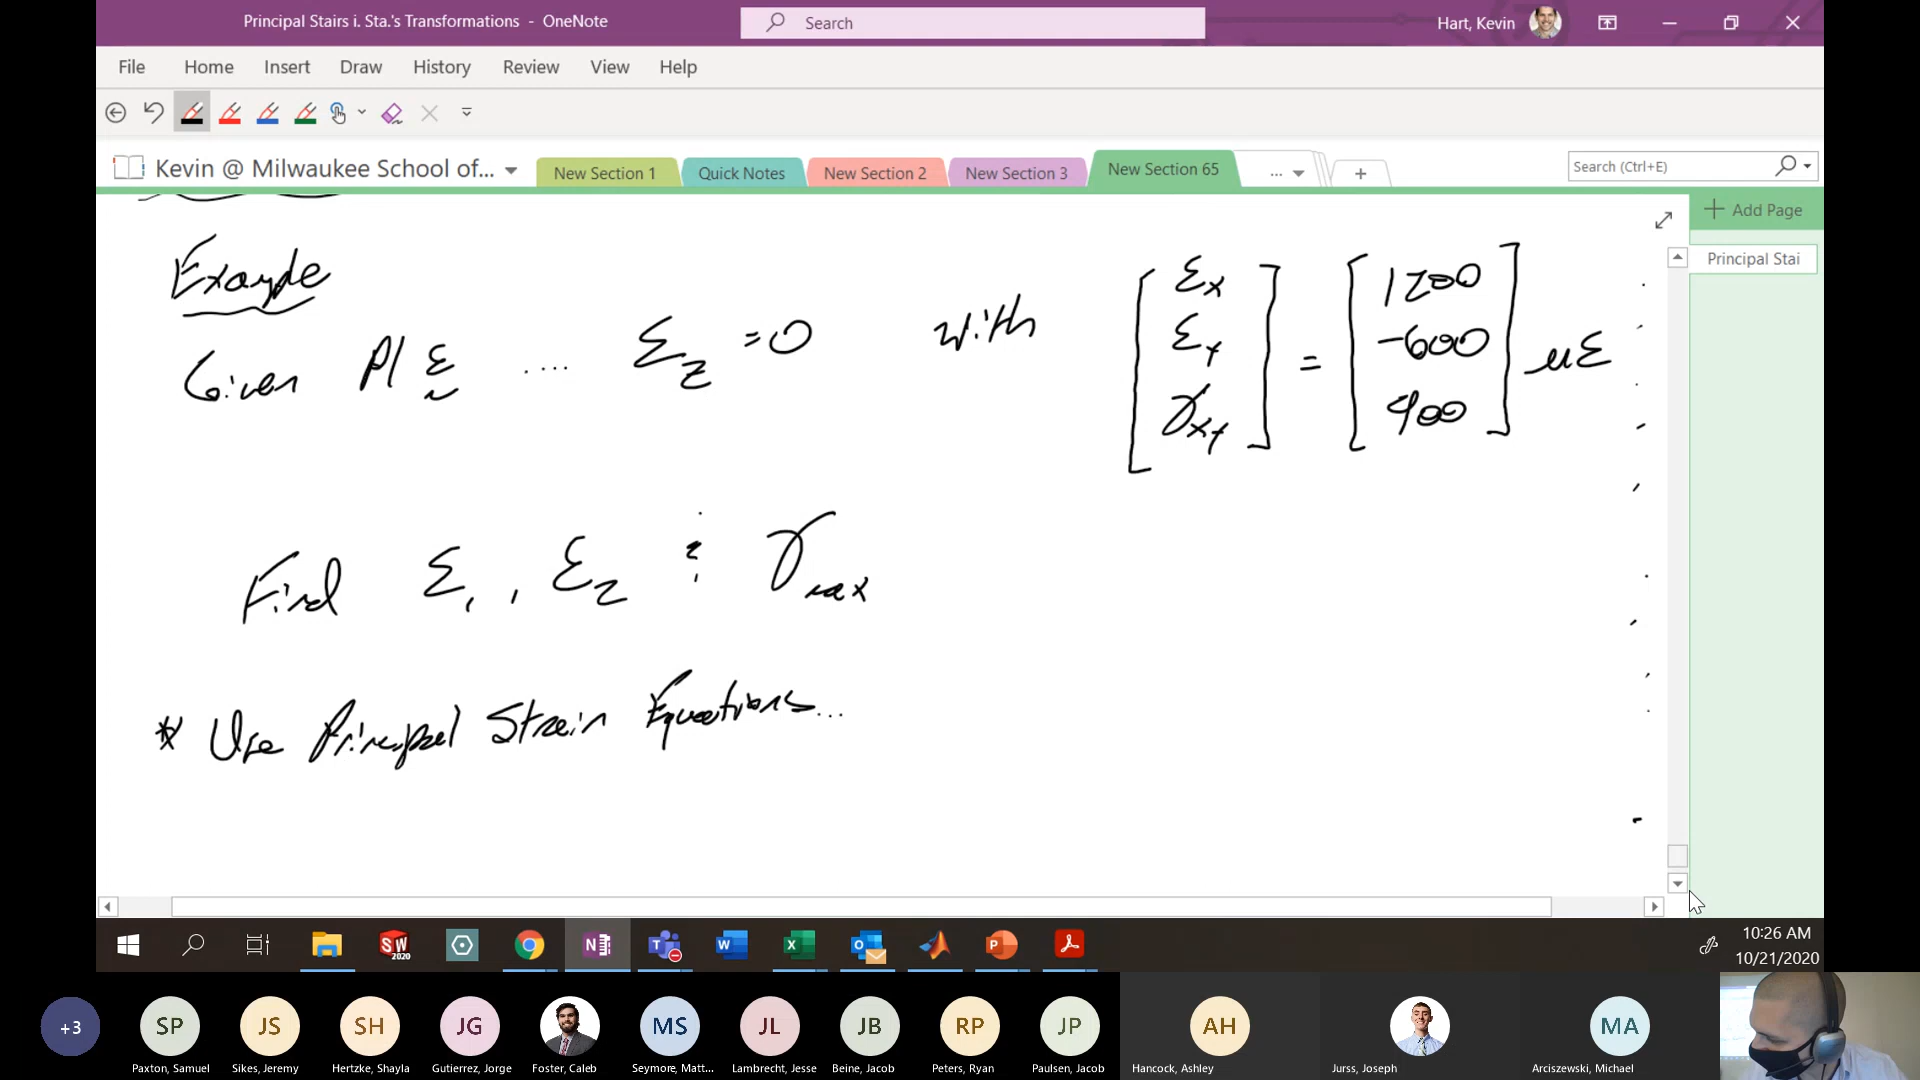 Principal Stairs i. Sta.'s Transformations - OneNote
Search
Hart, Kevin
File Home Insert Draw History Review View Help
Kevin @ Milwaukee School of...
New Section 1
Quick Notes
New Section 2
New Section 3
New Section 65
...
Search (Ctrl+E)
Add Page
Principal Stai
Example
Given Pl ε .... εz =0 with
[εx εy γxy] = [1200 -600 900] με
Find ε1, ε2 & γmax
* Use Principal Strain Equations...
10:26 AM
10/21/2020
+3
SP
JS
SH
JG
MS
JL
JB
RP
JP
AH
MA
Paxton, Samuel
Sikes, Jeremy
Hertzke, Shayla
Gutierrez, Jorge
Foster, Caleb
Seymore, Matt...
Lambrecht, Jesse
Beine, Jacob
Peters, Ryan
Paulsen, Jacob
Hancock, Ashley
Jurss, Joseph
Arciszewski, Michael